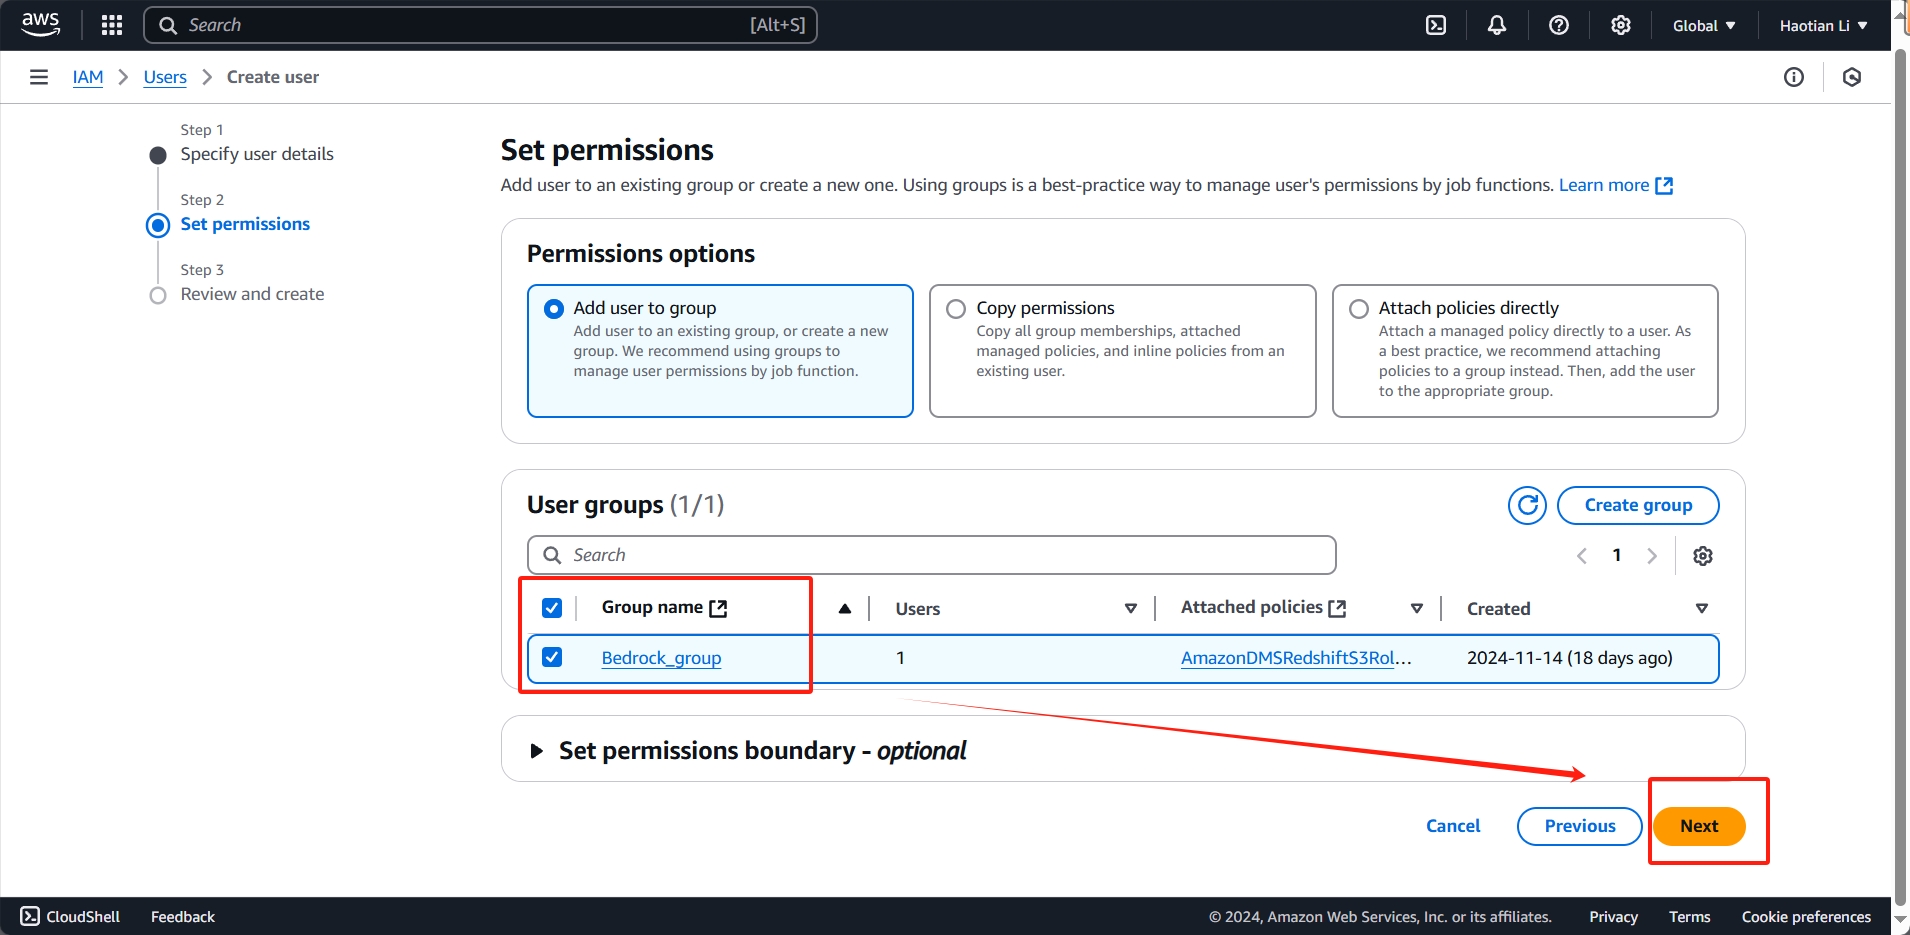 aws
Search
[Alt+S]
Global
Haotian Li
IAM
Users
Create user
Step 1
Specify user details
Step 2
Set permissions
Step 3
Review and create
Set permissions
Add user to an existing group or create a new one. Using groups is a best-practice way to manage user's permissions by job functions. Learn more
Permissions options
Add user to group
Add user to an existing group, or create a new
group. We recommend using groups to
manage user permissions by job function.
Copy permissions
Copy all group memberships, attached
managed policies, and inline policies from an
existing user.
Attach policies directly
Attach a managed policy directly to a user. As
a best practice, we recommend attaching
policies to a group instead. Then, add the user
to the appropriate group.
User groups (1/1)
Create group
Search
1
Group name
Users
Attached policies
Created
Bedrock_group
1
AmazonDMSRedshiftS3Rol...
2024-11-14 (18 days ago)
Set permissions boundary - optional
Cancel
Previous
Next
CloudShell
Feedback
© 2024, Amazon Web Services, Inc. or its affiliates.
Privacy
Terms
Cookie preferences